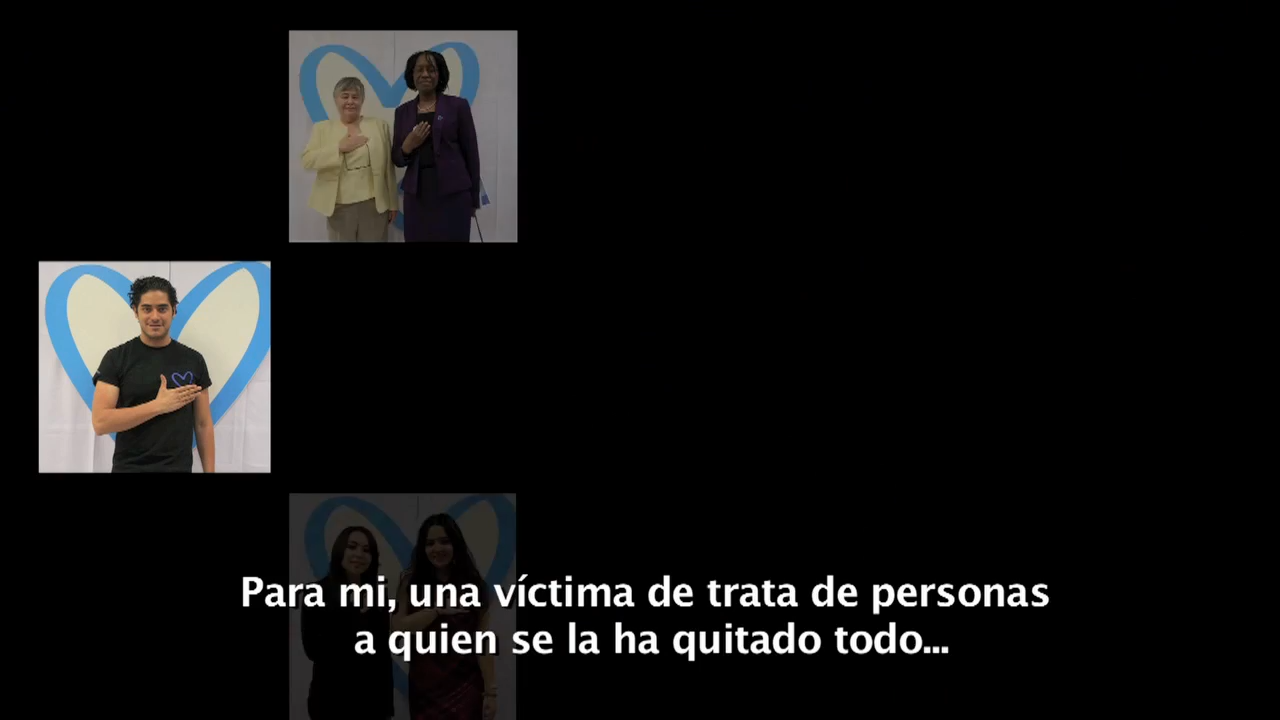 Para mi, una víctima de trata de personas
a quien se la ha quitado todo...